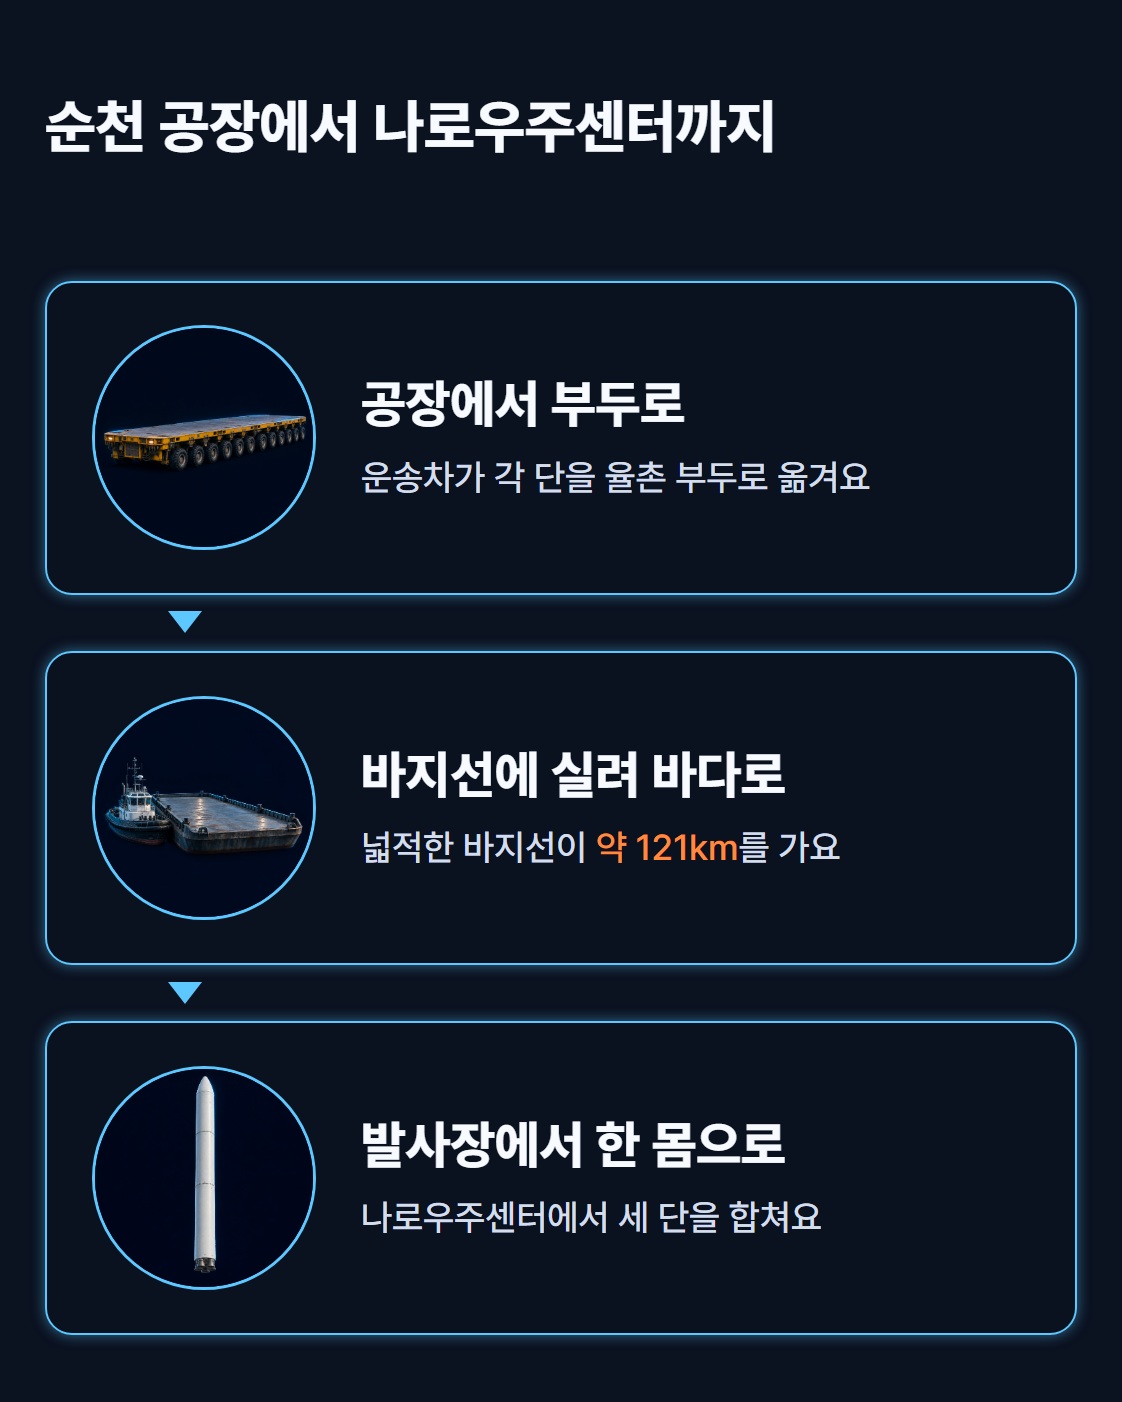 순천 공장에서 나로우주센터까지
공장에서 부두로
운송차가 각 단을 율촌 부두로 옮겨요
바지선에 실려 바다로
넓적한 바지선이 약 121km를 가요
발사장에서 한 몸으로
나로우주센터에서 세 단을 합쳐요